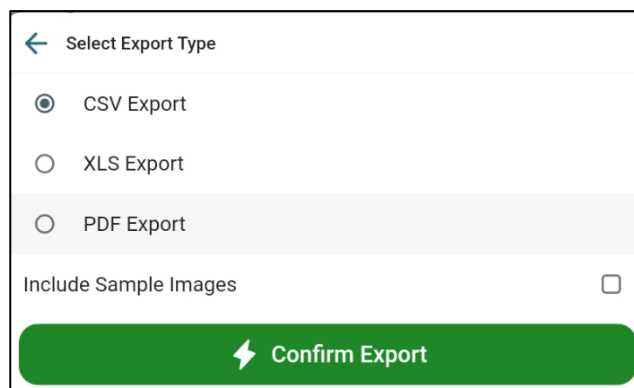 Select Export Type
CSV Export
XLS Export
PDF Export
Include Sample Images
Confirm Export